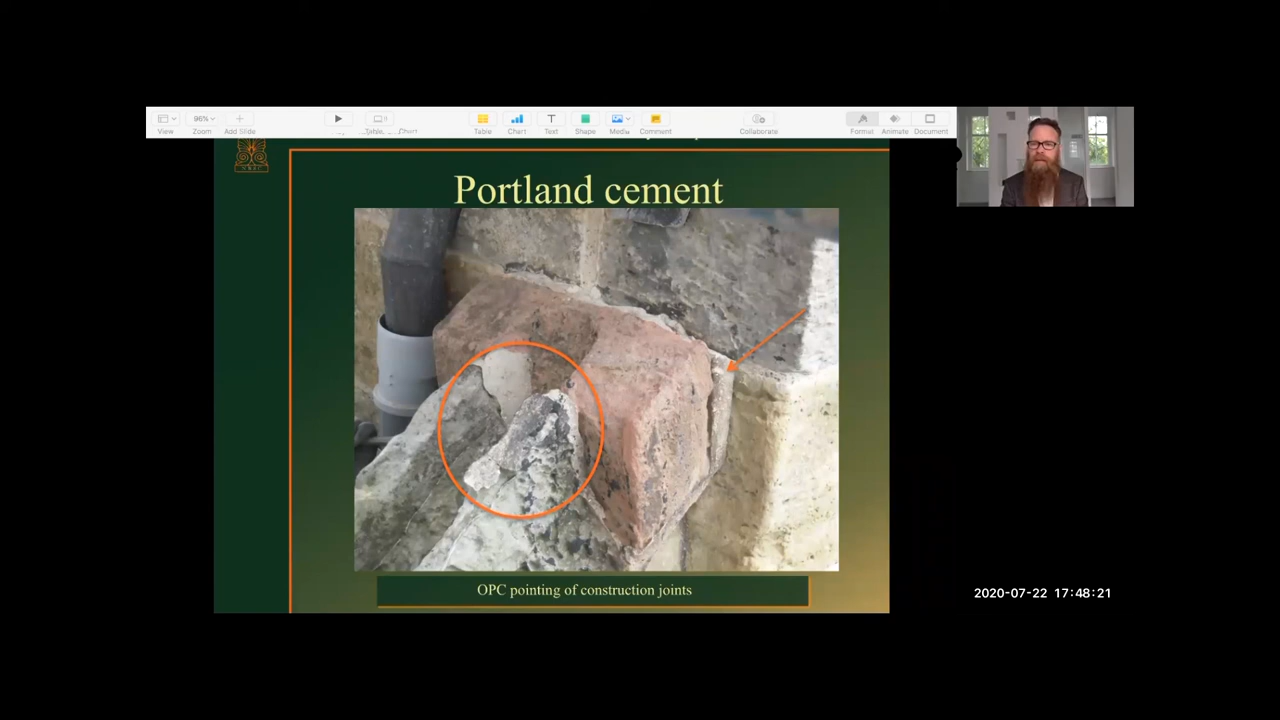 96%
View
Zoom
Add Slide
Table
Chart
Text
Shape
Media
Comment
Collaborate
Format
Animate
Document
Portland cement
OPC pointing of construction joints
2020-07-22 17:48:21